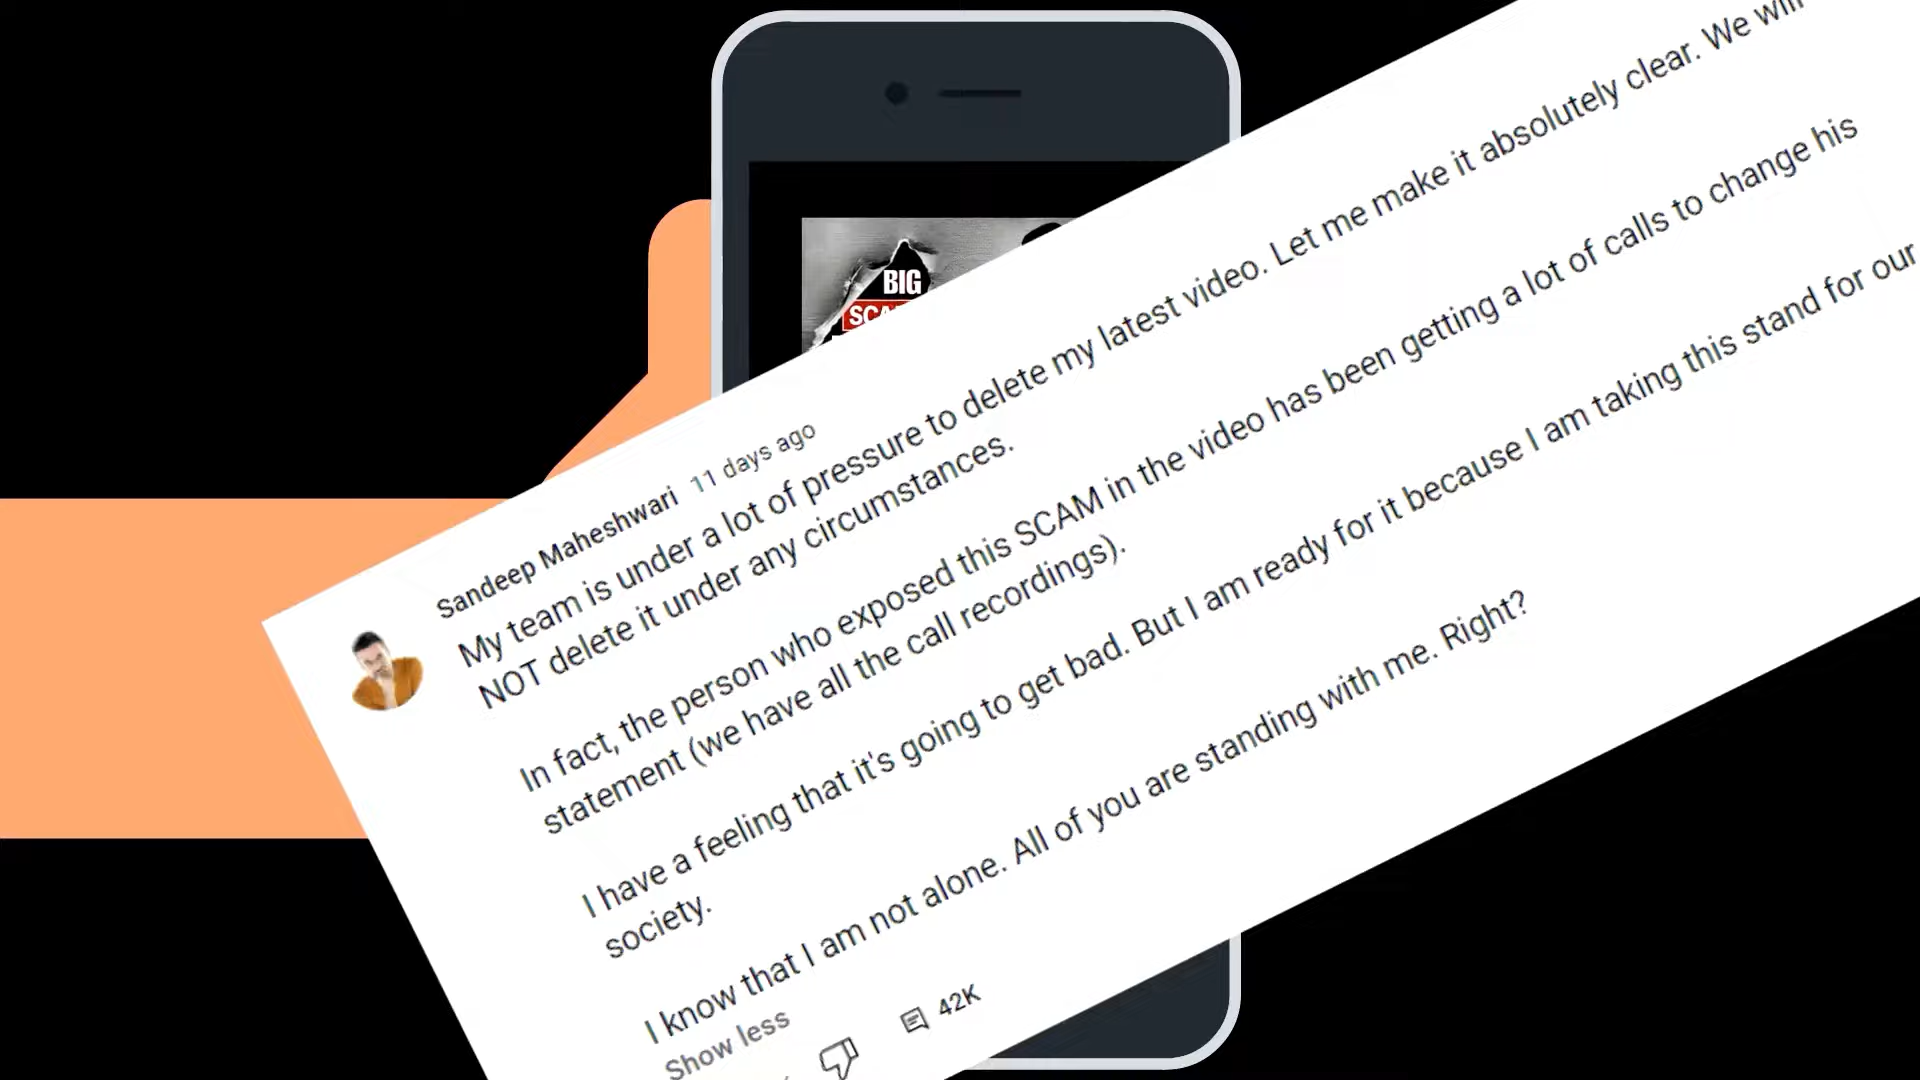 BIG
Sandeep Maheshwari 11 days ago
My team is under a lot of pressure to delete my latest video. Let me make it absolutely clear. We will
NOT delete it under any circumstances.
In fact, the person who exposed this SCAM in the video has been getting a lot of calls to change his
statement (we have all the call recordings).
I have a feeling that it's going to get bad. But I am ready for it because I am taking this stand for our
society.
I know that I am not alone. All of you are standing with me. Right?
Show less
42K